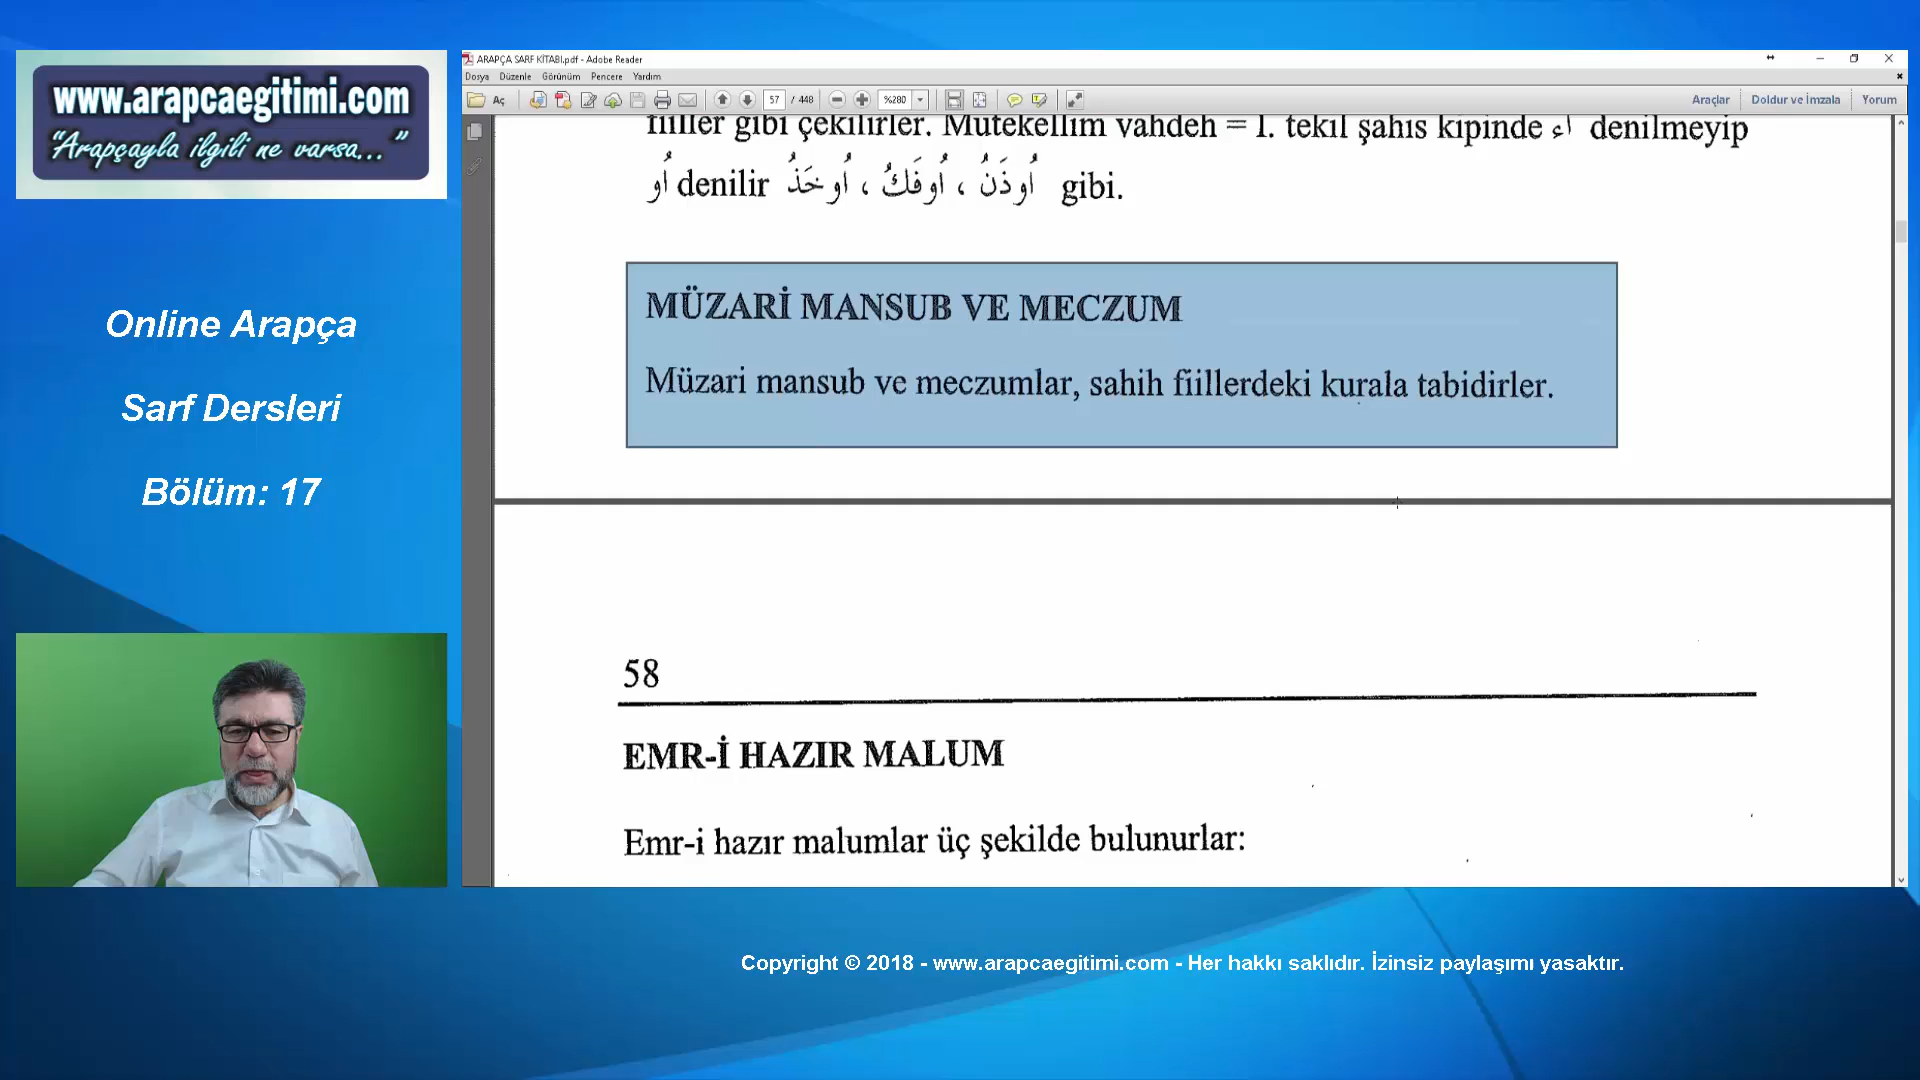 www.arapcaegitimi.com
“Arapçayla ilgili ne varsa...”
Online Arapça
Sarf Dersleri
Bölüm: 17
ARAPÇA SARF KİTABI.pdf - Adobe Reader
Dosya Düzenle Görünüm Pencere Yardım
Aç 57 / 448 %280 Araçlar Doldur ve İmzala Yorum
fiiller gibi çekilirler. Mütekellim vahdeh = I. tekil şahıs kipinde أء denilmeyip
أُو denilir أُوخَذُ ، أُوفَكُ ، أُوذَنُ gibi.
MÜZARİ MANSUB VE MECZUM
Müzari mansub ve meczumlar, sahih fiillerdeki kurala tabidirler.
58
EMR-İ HAZIR MALUM
Emr-i hazır malumlar üç şekilde bulunurlar:
Copyright © 2018 - www.arapcaegitimi.com - Her hakkı saklıdır. İzinsiz paylaşımı yasaktır.